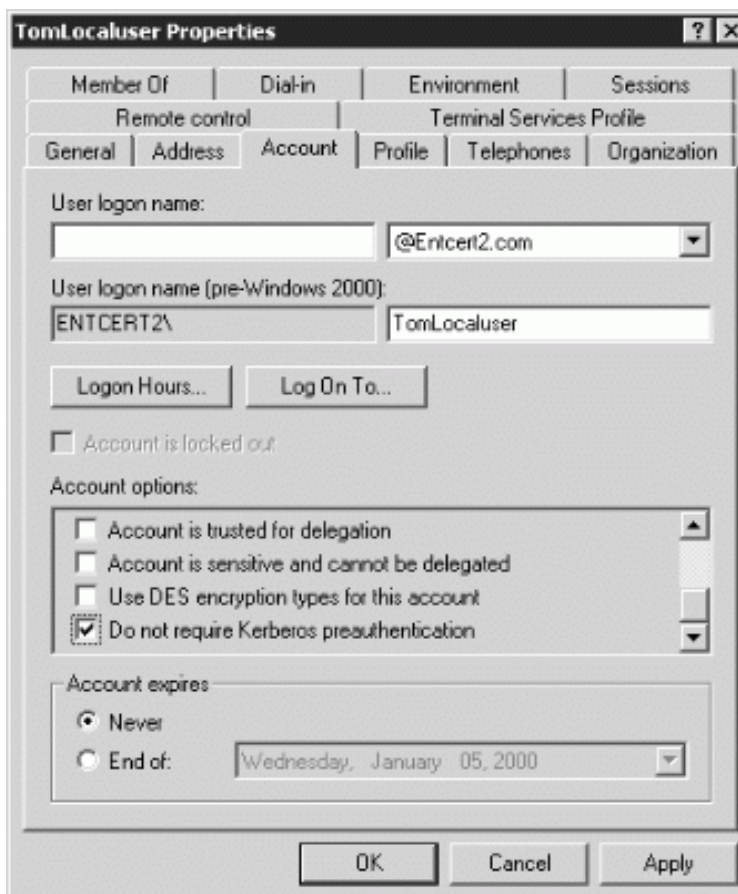 TomLocaluser Properties
Member Of Dial-in Environment Sessions
Remote control Terminal Services Profile
General Address Account Profile Telephones Organization
User logon name:
@Entcert2.com
User logon name (pre-Windows 2000):
ENTCERT2\ TomLocaluser
Logon Hours... Log On To...
Account is locked out
Account options:
Account is trusted for delegation
Account is sensitive and cannot be delegated
Use DES encryption types for this account
Do not require Kerberos preauthentication
Account expires
Never
End of: Wednesday, January 05, 2000
OK Cancel Apply